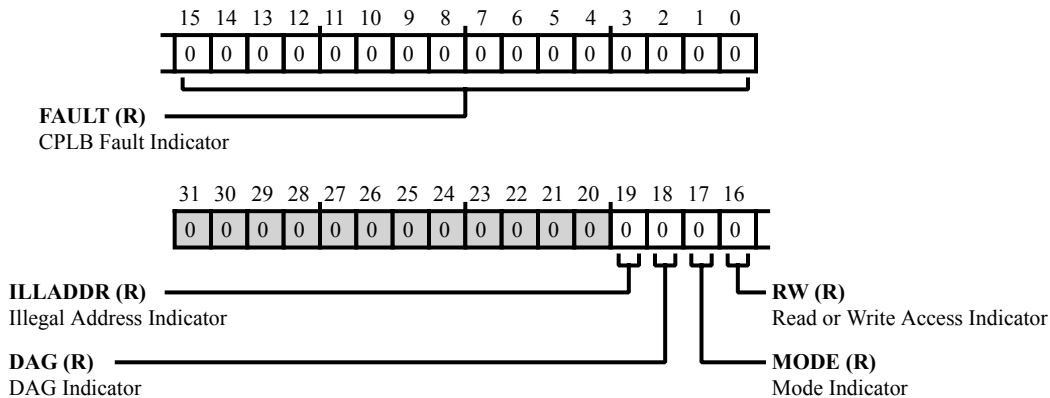 15 14 13 12 11 10 9 8 7 6 5 4 3 2 1 0
0 0 0 0 0 0 0 0 0 0 0 0 0 0 0 0
FAULT (R)
CPLB Fault Indicator
31 30 29 28 27 26 25 24 23 22 21 20 19 18 17 16
0 0 0 0 0 0 0 0 0 0 0 0 0 0 0 0
ILLADDR (R)
Illegal Address Indicator
RW (R)
Read or Write Access Indicator
DAG (R)
DAG Indicator
MODE (R)
Mode Indicator